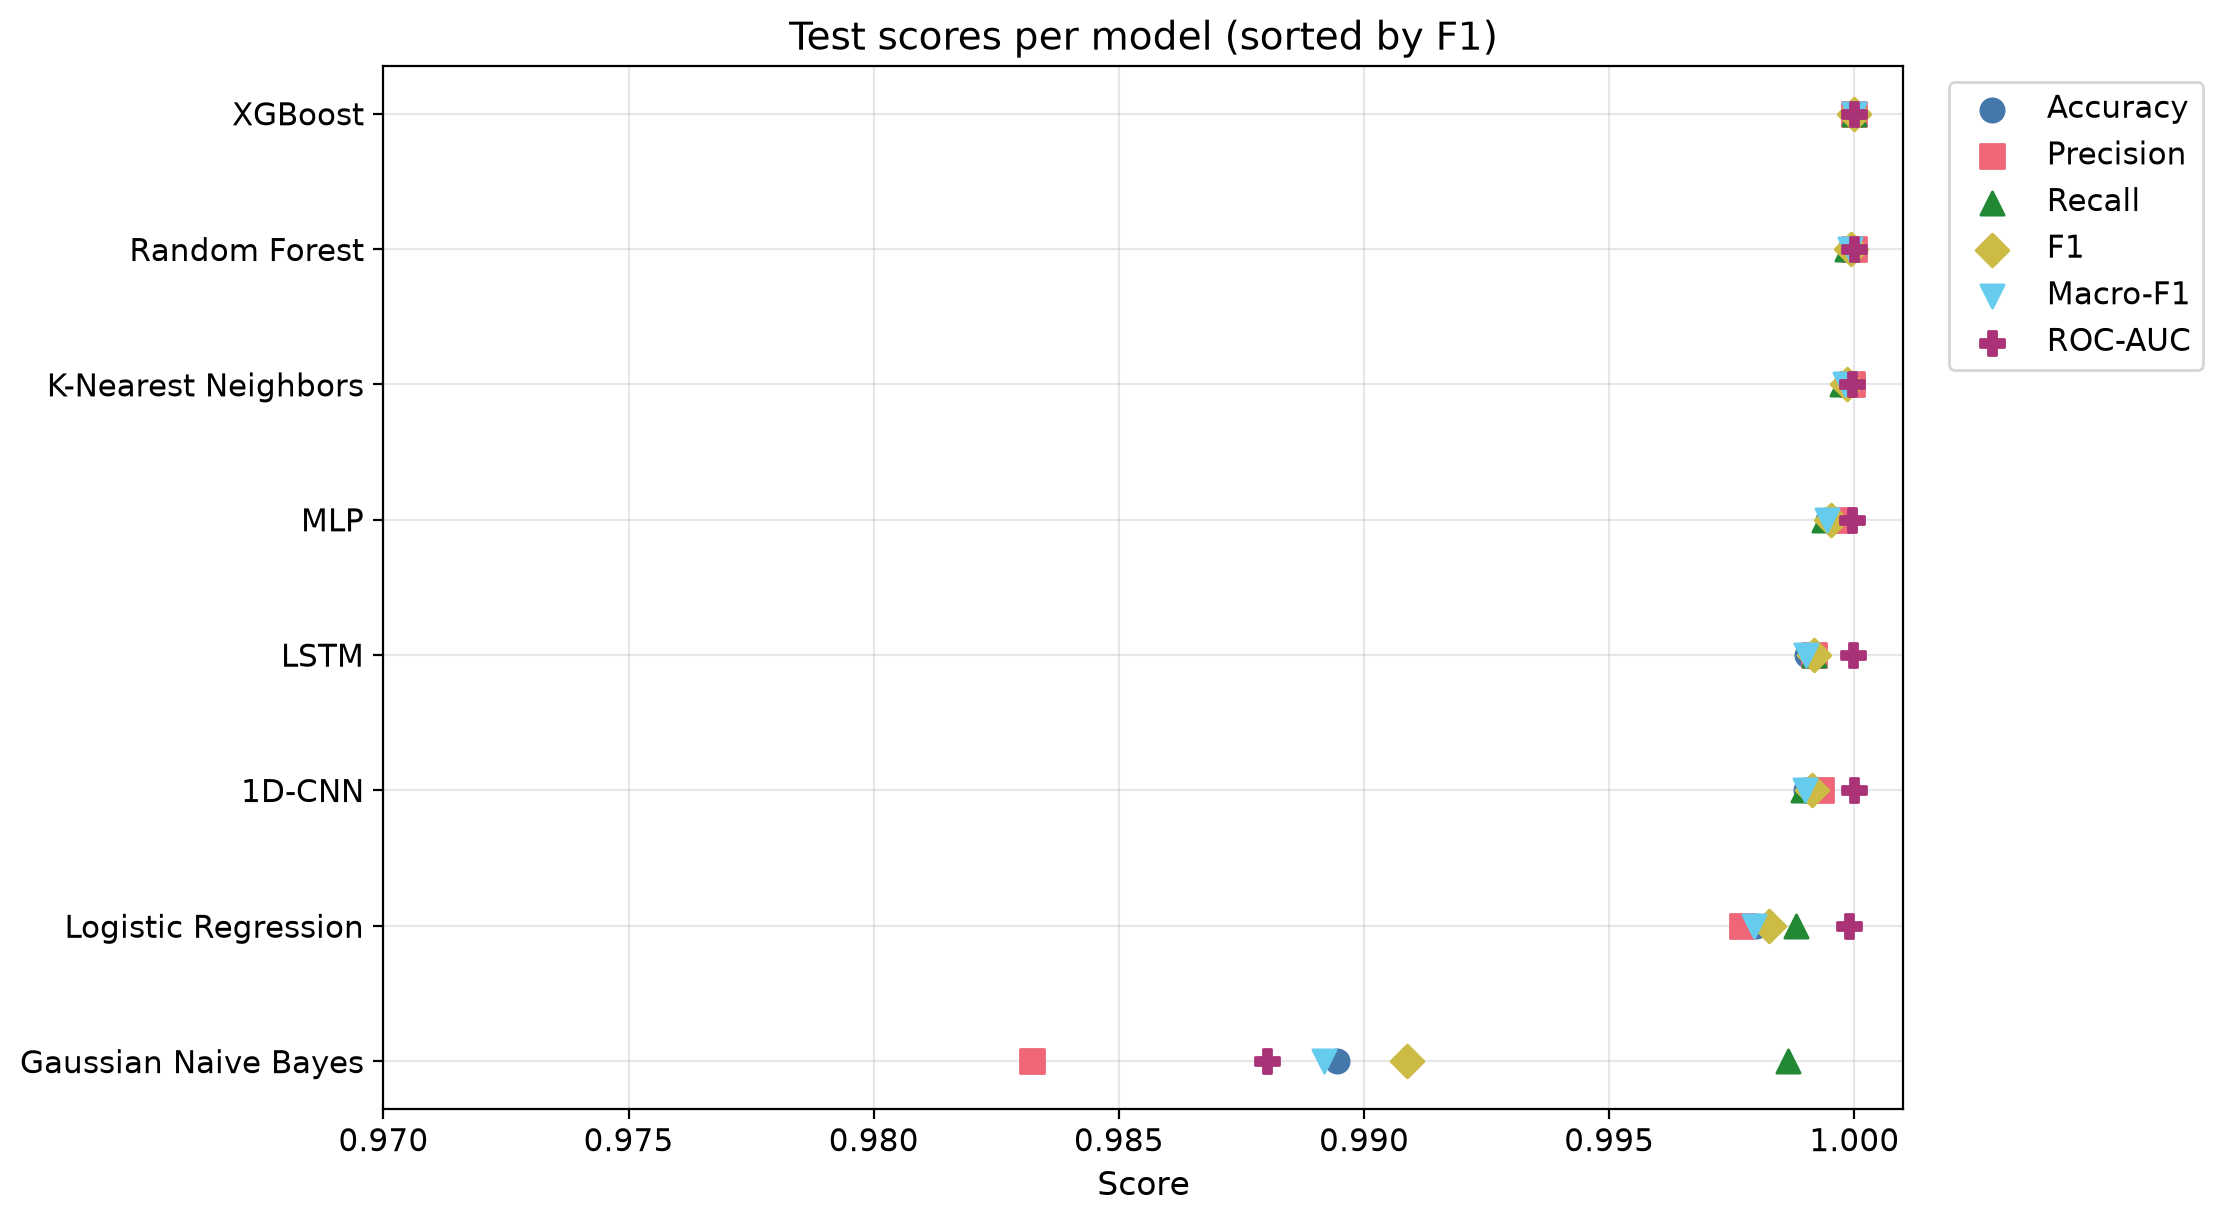 Test scores per model (sorted by F1)
XGBoost
Random Forest
K-Nearest Neighbors
MLP
LSTM
1D-CNN
Logistic Regression
Gaussian Naive Bayes
0.970 0.975 0.980 0.985 0.990 0.995 1.000
Score
Accuracy
Precision
Recall
F1
Macro-F1
ROC-AUC